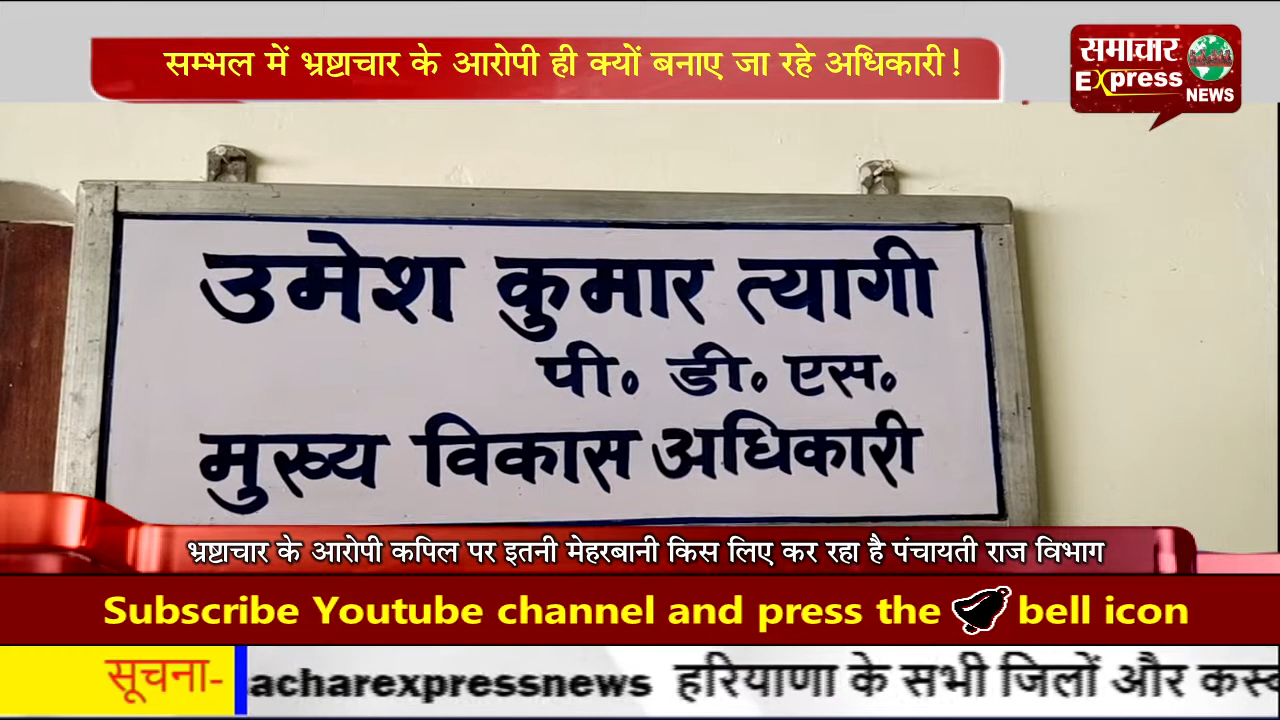 सम्भल में भ्रष्टाचार के आरोपी ही क्यों बनाए जा रहे अधिकारी!
समाचार
Express
NEWS
उमेश कुमार त्यागी
पी. डी. एस.
मुख्य विकास अधिकारी
भ्रष्टाचार के आरोपी कपिल पर इतनी मेहरबानी किस लिए कर रहा है पंचायती राज विभाग
Subscribe Youtube channel and press the bell icon
सूचना- acharexpressnews हरियाणा के सभी जिलों और